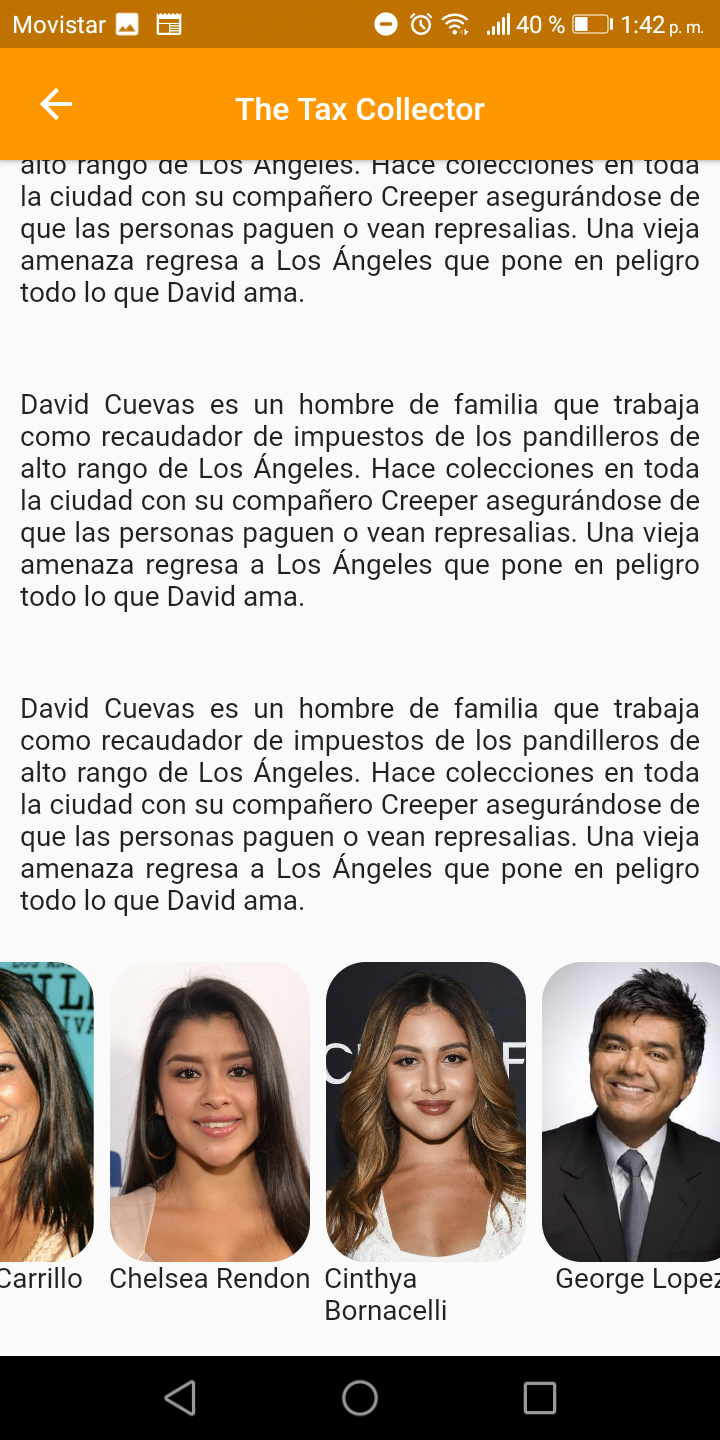 Movistar 40 % 1:42 p. m.
The Tax Collector
alto rango de Los Ángeles. Hace colecciones en toda
la ciudad con su compañero Creeper asegurándose de
que las personas paguen o vean represalias. Una vieja
amenaza regresa a Los Ángeles que pone en peligro
todo lo que David ama.
David Cuevas es un hombre de familia que trabaja
como recaudador de impuestos de los pandilleros de
alto rango de Los Ángeles. Hace colecciones en toda
la ciudad con su compañero Creeper asegurándose de
que las personas paguen o vean represalias. Una vieja
amenaza regresa a Los Ángeles que pone en peligro
todo lo que David ama.
David Cuevas es un hombre de familia que trabaja
como recaudador de impuestos de los pandilleros de
alto rango de Los Ángeles. Hace colecciones en toda
la ciudad con su compañero Creeper asegurándose de
que las personas paguen o vean represalias. Una vieja
amenaza regresa a Los Ángeles que pone en peligro
todo lo que David ama.
Carrillo Chelsea Rendon Cinthya George Lopez
Bornacelli